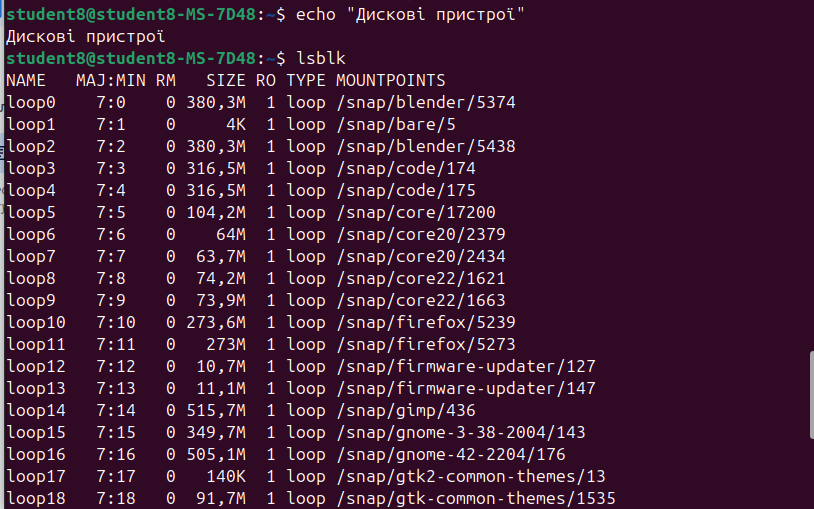 student8@student8-MS-7D48:~$ echo "Дискові пристрої"
Дискові пристрої
student8@student8-MS-7D48:~$ lsblk
NAME   MAJ:MIN RM   SIZE RO TYPE MOUNTPOINTS
loop0    7:0    0 380,3M  1 loop /snap/blender/5374
loop1    7:1    0     4K  1 loop /snap/bare/5
loop2    7:2    0 380,3M  1 loop /snap/blender/5438
loop3    7:3    0 316,5M  1 loop /snap/code/174
loop4    7:4    0 316,5M  1 loop /snap/code/175
loop5    7:5    0 104,2M  1 loop /snap/core/17200
loop6    7:6    0    64M  1 loop /snap/core20/2379
loop7    7:7    0  63,7M  1 loop /snap/core20/2434
loop8    7:8    0  74,2M  1 loop /snap/core22/1621
loop9    7:9    0  73,9M  1 loop /snap/core22/1663
loop10   7:10   0 273,6M  1 loop /snap/firefox/5239
loop11   7:11   0   273M  1 loop /snap/firefox/5273
loop12   7:12   0  10,7M  1 loop /snap/firmware-updater/127
loop13   7:13   0  11,1M  1 loop /snap/firmware-updater/147
loop14   7:14   0 515,7M  1 loop /snap/gimp/436
loop15   7:15   0 349,7M  1 loop /snap/gnome-3-38-2004/143
loop16   7:16   0 505,1M  1 loop /snap/gnome-42-2204/176
loop17   7:17   0   140K  1 loop /snap/gtk2-common-themes/13
loop18   7:18   0  91,7M  1 loop /snap/gtk-common-themes/1535